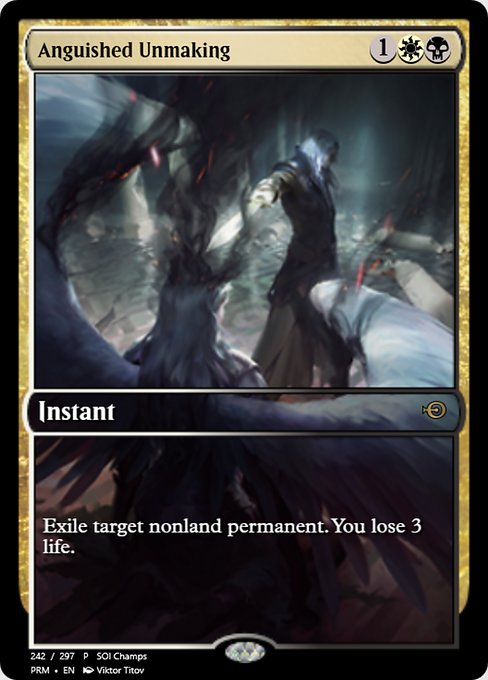 Anguished Unmaking 1
Instant
Exile target nonland permanent. You lose 3
life.
242 / 297 P SOI Champs
PRM • EN Viktor Titov